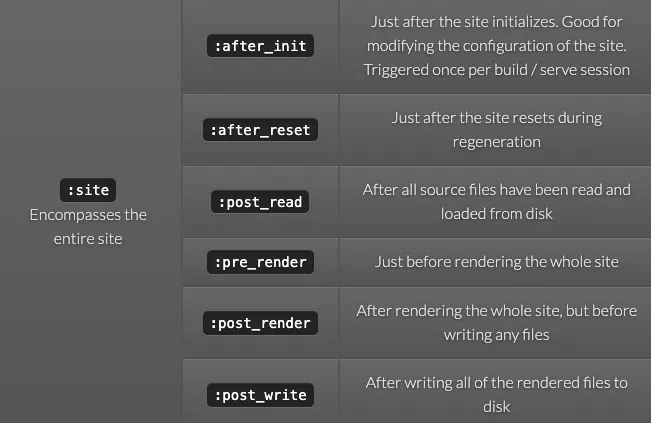 :site
Encompasses the
entire site
:after_init
Just after the site initializes. Good for
modifying the configuration of the site.
Triggered once per build / serve session
:after_reset
Just after the site resets during
regeneration
:post_read
After all source files have been read and
loaded from disk
:pre_render
Just before rendering the whole site
:post_render
After rendering the whole site, but before
writing any files
:post_write
After writing all of the rendered files to
disk